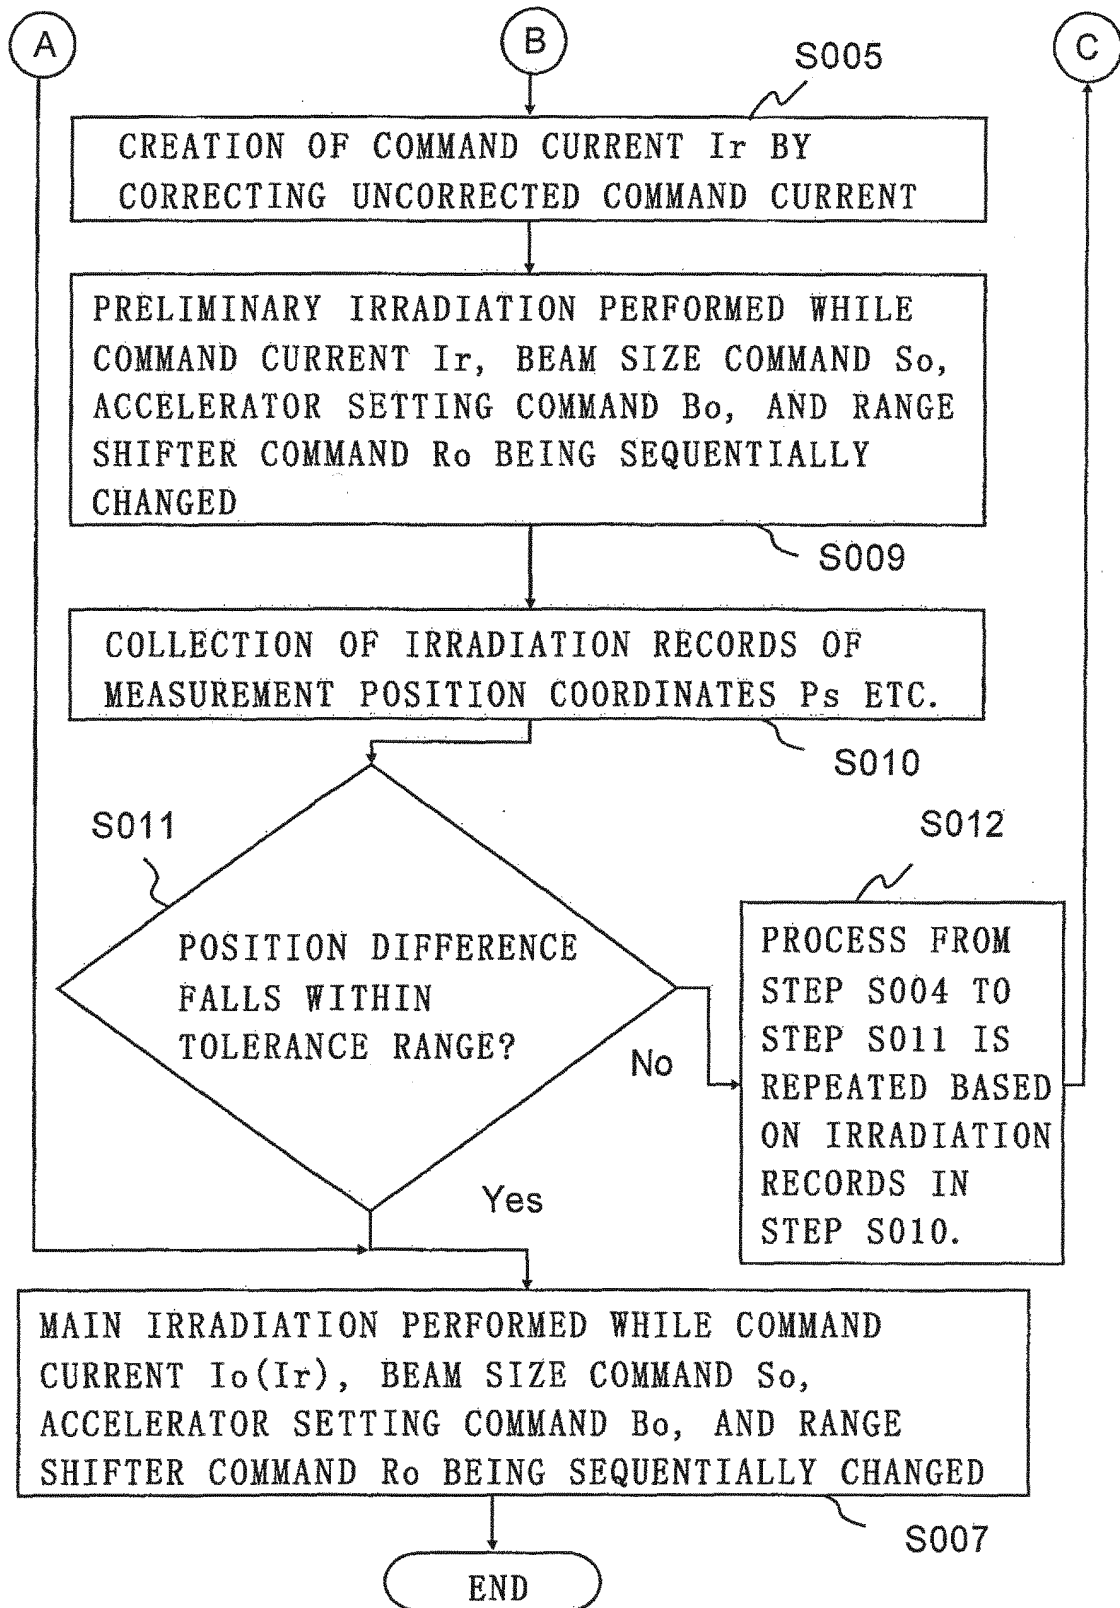 A
B
C
S005
CREATION OF COMMAND CURRENT Ir BY
CORRECTING UNCORRECTED COMMAND CURRENT
PRELIMINARY IRRADIATION PERFORMED WHILE
COMMAND CURRENT Ir, BEAM SIZE COMMAND So,
ACCELERATOR SETTING COMMAND Bo, AND RANGE
SHIFTER COMMAND Ro BEING SEQUENTIALLY
CHANGED
S009
COLLECTION OF IRRADIATION RECORDS OF
MEASUREMENT POSITION COORDINATES Ps ETC.
S010
S011
POSITION DIFFERENCE
FALLS WITHIN
TOLERANCE RANGE?
No
Yes
S012
PROCESS FROM
STEP S004 TO
STEP S011 IS
REPEATED BASED
ON IRRADIATION
RECORDS IN
STEP S010.
MAIN IRRADIATION PERFORMED WHILE COMMAND
CURRENT Io(Ir), BEAM SIZE COMMAND So,
ACCELERATOR SETTING COMMAND Bo, AND RANGE
SHIFTER COMMAND Ro BEING SEQUENTIALLY CHANGED
S007
END